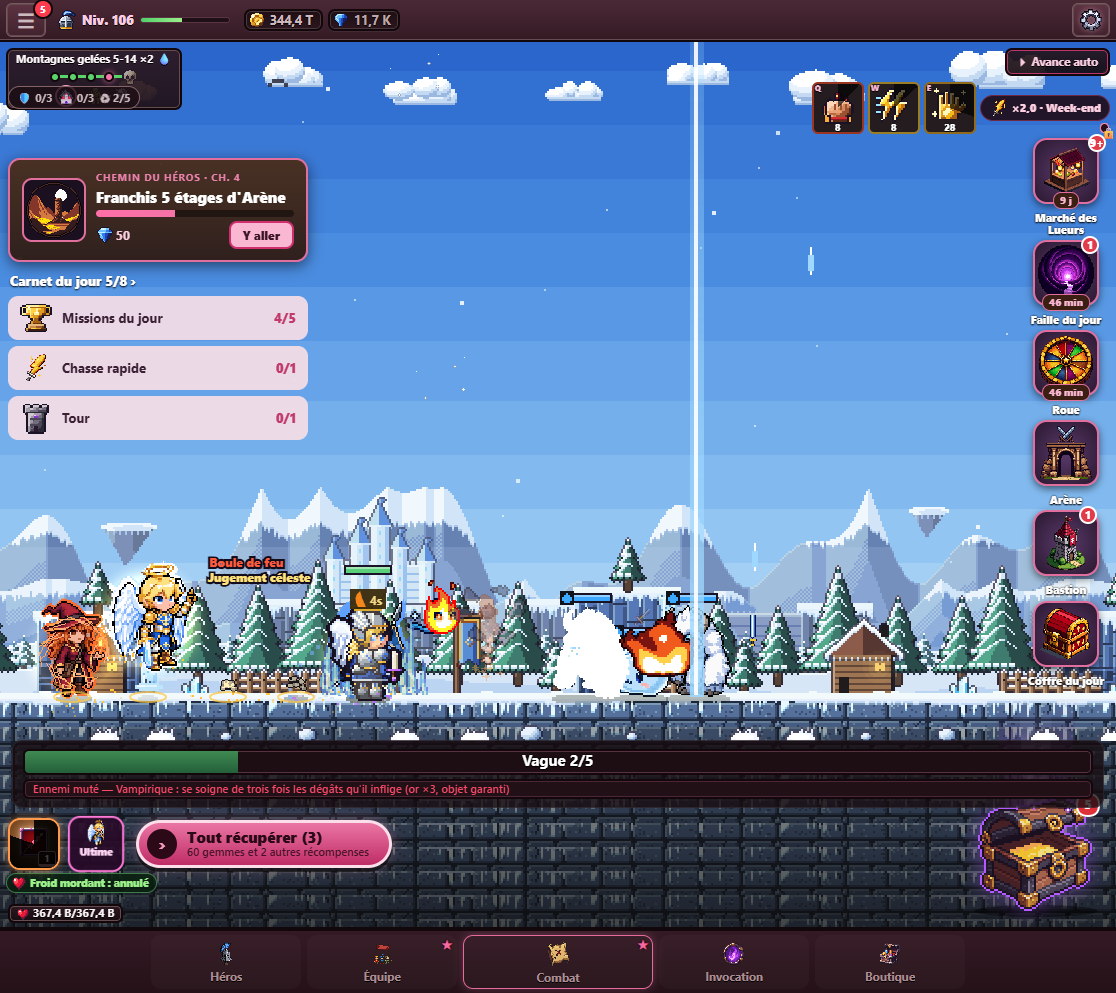 5
Niv. 106
344,4 T
11,7 K
Montagnes gelées 5-14 ×2
0/3
0/3
2/5
Avance auto
Q
8
W
8
E
28
×2,0 - Week-end
CHEMIN DU HÉROS · CH. 4
Franchis 5 étages d'Arène
50
Y aller
Carnet du jour 5/8 ›
Missions du jour
4/5
Chasse rapide
0/1
Tour
0/1
9+
9 j
Marché des
Lueurs
1
46 min
Faille du jour
46 min
Roue
Arène
1
Bastion
Coffre du jour
Boule de feu
Jugement céleste
4s
Vague 2/5
Ennemi muté — Vampirique : se soigne de trois fois les dégâts qu'il inflige (or ×3, objet garanti)
1
Ultime
Tout récupérer (3)
60 gemmes et 2 autres récompenses
Froid mordant : annulé
367,4 B/367,4 B
Héros
Équipe
Combat
Invocation
Boutique